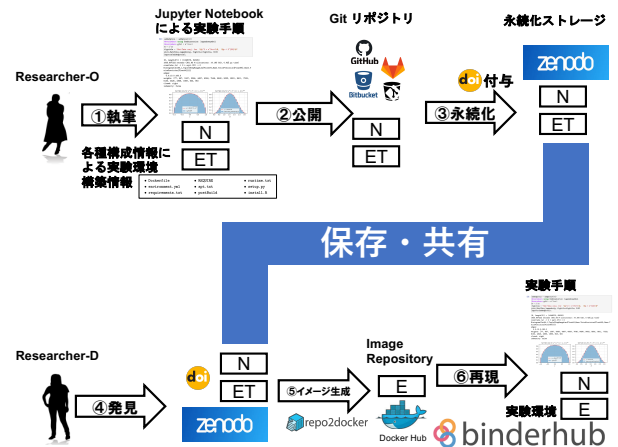 Jupyter Notebook
による実験手順
Git リポジトリ
永続化ストレージ
Researcher-O
①執筆
N
ET
②公開
GitHub
Bitbucket
N
ET
doi付与
③永続化
zenodo
N
ET
各種構成情報に
よる実験環境
構築情報
• Dockerfile
• environment.yml
• requirements.txt
• REQUIRE
• apt.txt
• postBuild
• runtime.txt
• setup.py
• install.R
保存・共有
実験手順
Researcher-D
④発見
doi
N
ET
zenodo
⑤イメージ生成
repo2docker
Image
Repository
E
Docker Hub
⑥再現
N
実験環境
E
binderhub